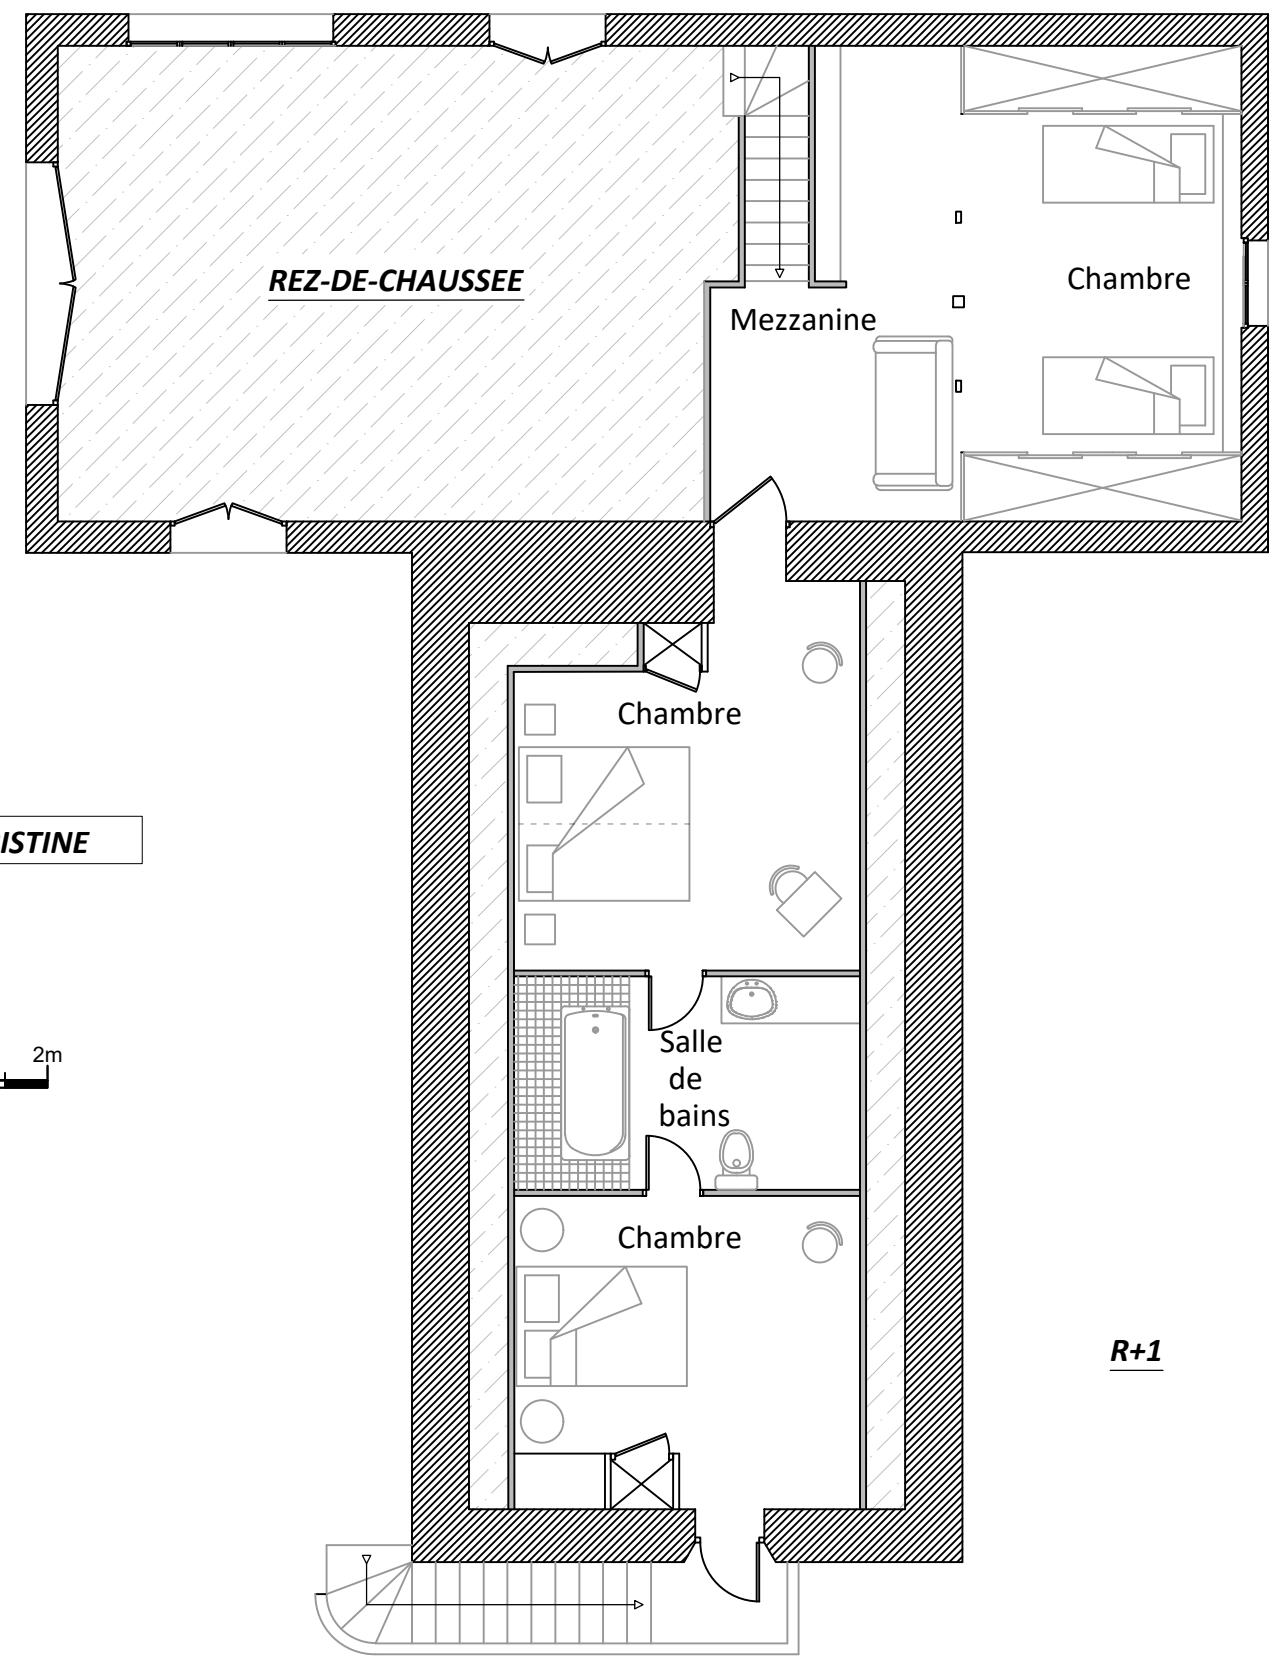 REZ-DE-CHAUSSEE
Chambre
Mezzanine
Chambre
ISTINE
2m
Salle
de
bains
Chambre
R+1